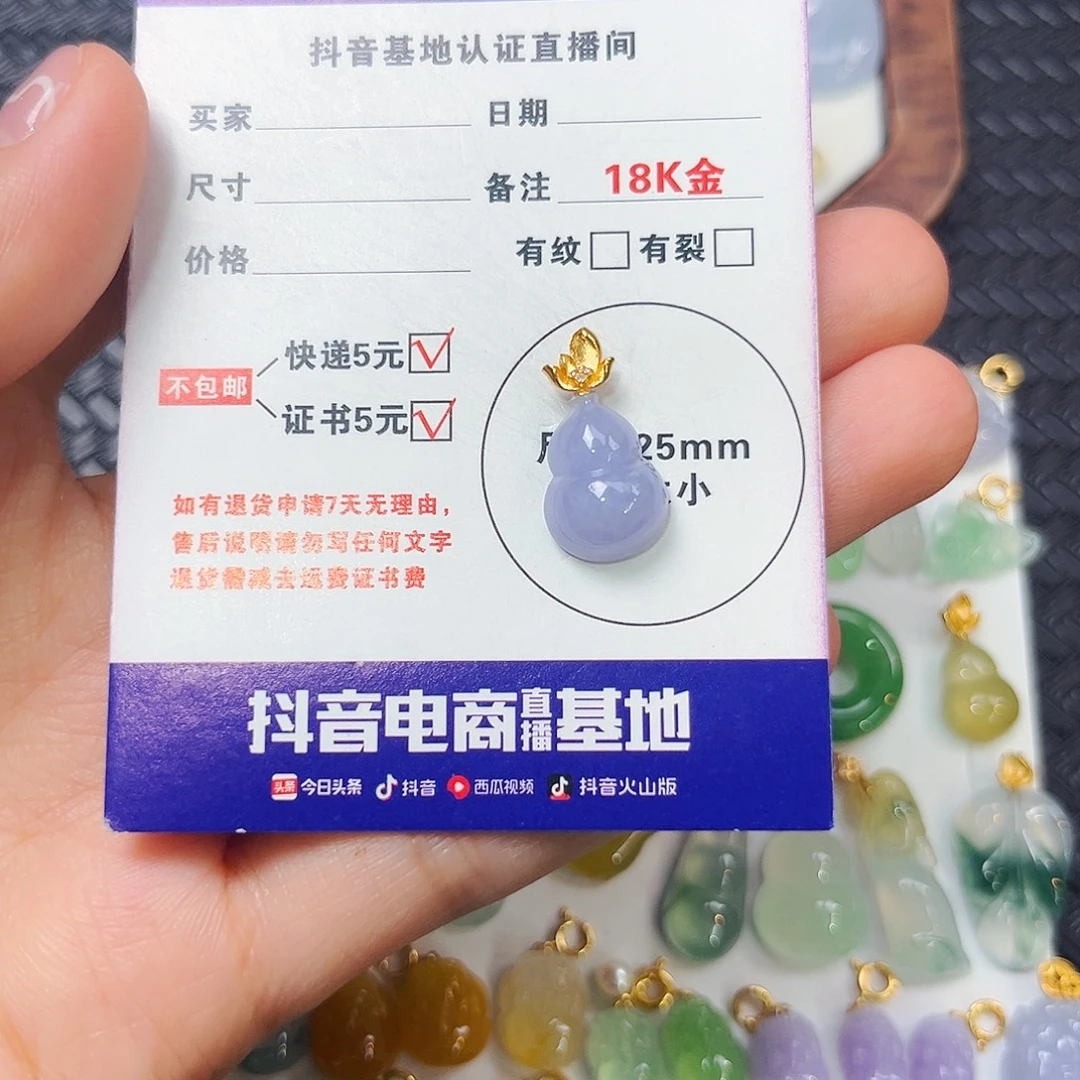 抖音基地认证直播间
买家 日期
尺寸 备注 18K金
价格 有纹 有裂
快递5元
不包邮
证书5元
25mm
小
如有退货申请7天无理由,
售后说明请勿写任何文字
退货需减去运费证书费
抖音电商直播基地
头条 今日头条 抖音 西瓜视频 抖音火山版